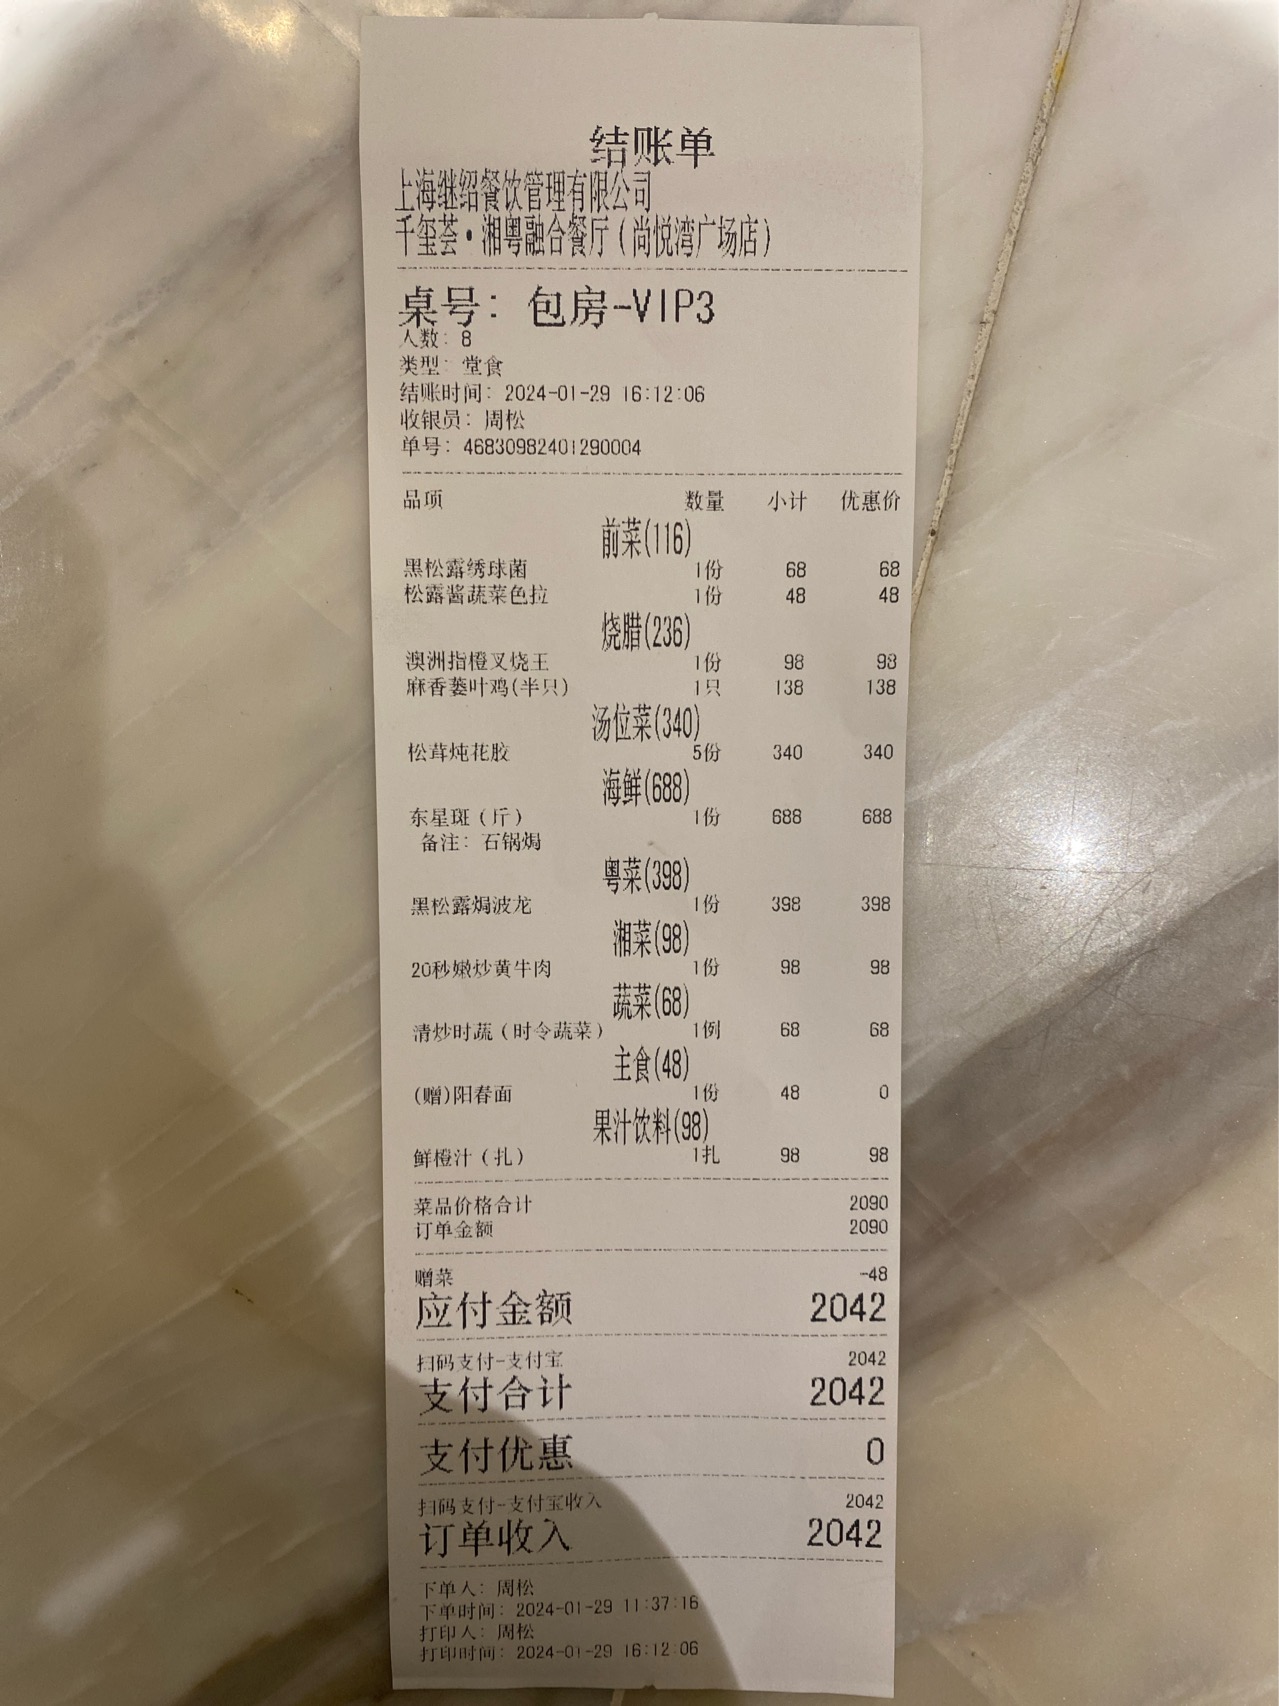 结账单
上海继绍餐饮管理有限公司
千玺荟•湘粤融合餐厅(尚悦湾广场店)
桌号: 包房-VIP3
人数: 8
类型: 堂食
结账时间: 2024-01-29 16:12:06
收银员: 周松
单号: 46830982401290004
品项 数量 小计 优惠价
前菜(116)
黑松露绣球菌 1份 68 68
松露酱蔬菜色拉 1份 48 48
烧腊(236)
澳洲指橙叉烧王 1份 98 98
麻香蒌叶鸡(半只) 1只 138 138
汤位菜(340)
松茸炖花胶 5份 340 340
海鲜(688)
东星斑(斤) 1份 688 688
备注: 石锅焗
粤菜(398)
黑松露焗波龙 1份 398 398
湘菜(98)
20秒嫩炒黄牛肉 1份 98 98
蔬菜(68)
清炒时蔬(时令蔬菜) 1例 68 68
主食(48)
(赠)阳春面 1份 48 0
果汁饮料(98)
鲜橙汁(扎) 1扎 98 98
菜品价格合计 2090
订单金额 2090
赠菜 -48
应付金额 2042
扫码支付-支付宝 2042
支付合计 2042
支付优惠 0
扫码支付-支付宝收入 2042
订单收入 2042
下单人: 周松
下单时间: 2024-01-29 11:37:16
打印人: 周松
打印时间: 2024-01-29 16:12:06